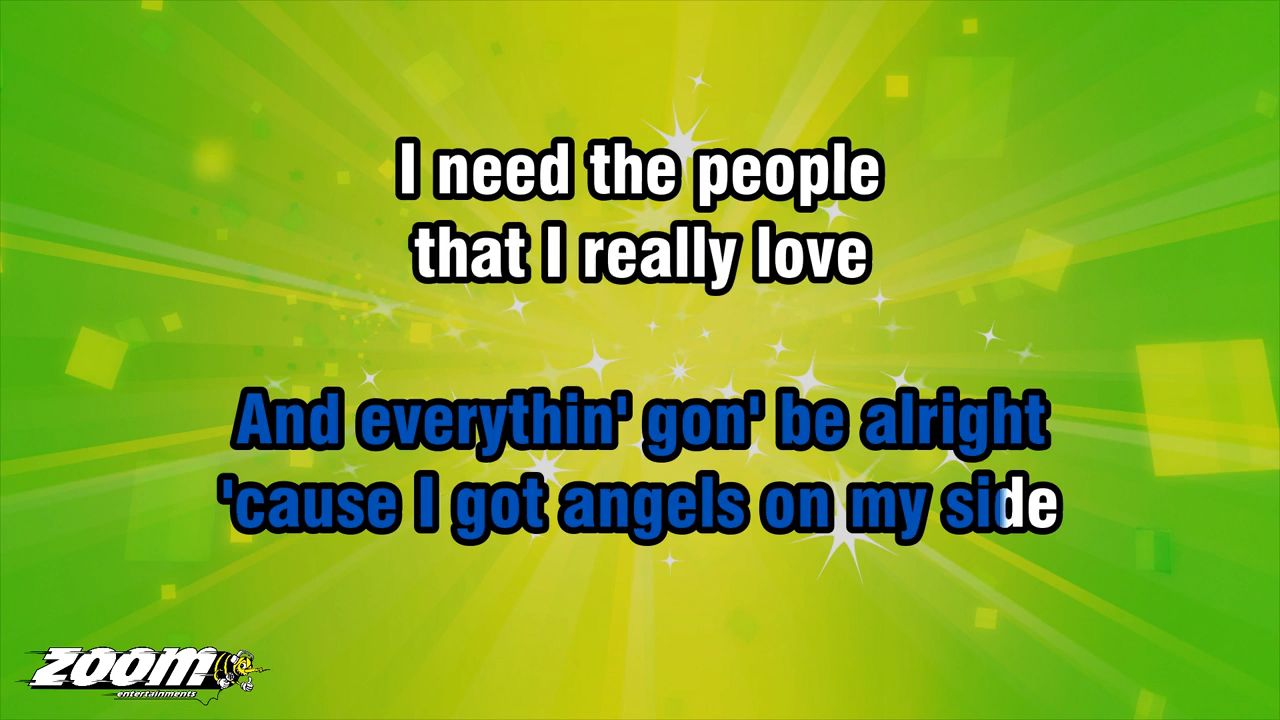 I need the people
that I really love
And everythin' gon' be alright
'cause I got angels on my side
ZOOM
entertainments